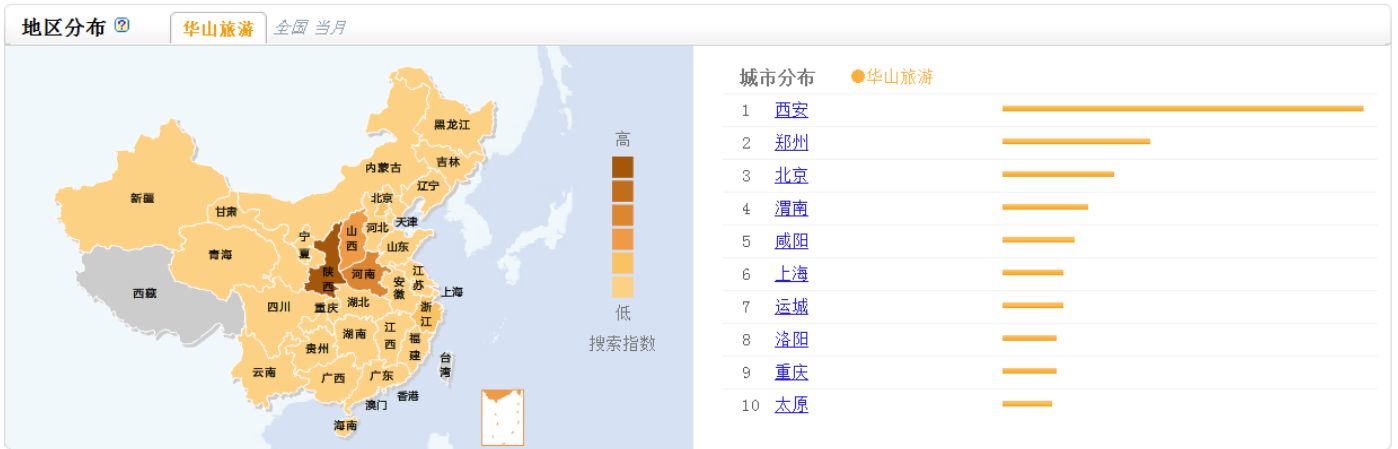 地区分布 ? 华山旅游 全国 当月
黑龙江
吉林
内蒙古
辽宁
新疆
北京
甘肃
天津
河北
山西
宁夏
山东
青海
陕西
河南
江苏
安徽
西藏
上海
四川
重庆
湖北
浙江
湖南
江西
贵州
福建
台湾
云南
广西
广东
香港
澳门
海南
高
低
搜索指数
城市分布 华山旅游
1 西安
2 郑州
3 北京
4 渭南
5 咸阳
6 上海
7 运城
8 洛阳
9 重庆
10 太原